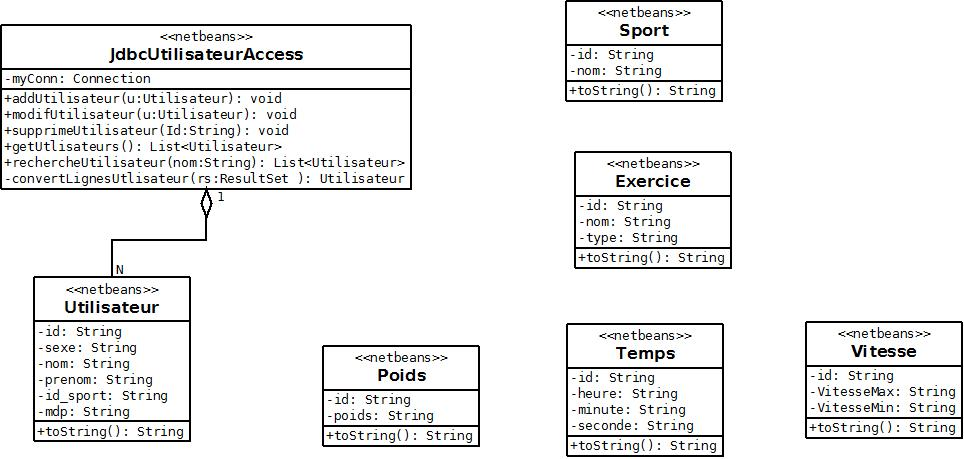 <<netbeans>>
JdbcUtilisateurAccess
-myConn: Connection
+addUtilisateur(u:Utilisateur): void
+modifUtilisateur(u:Utilisateur): void
+supprimeUtilisateur(Id:String): void
+getUtlisateurs(): List<Utilisateur>
+rechercheUtilisateur(nom:String): List<Utilisateur>
-convertLignesUtlisateur(rs:ResultSet ): Utilisateur
1
N
<<netbeans>>
Utilisateur
-id: String
-sexe: String
-nom: String
-prenom: String
-id_sport: String
-mdp: String
+toString(): String
<<netbeans>>
Poids
-id: String
-poids: String
+toString(): String
<<netbeans>>
Sport
-id: String
-nom: String
+toString(): String
<<netbeans>>
Exercice
-id: String
-nom: String
-type: String
+toString(): String
<<netbeans>>
Temps
-id: String
-heure: String
-minute: String
-seconde: String
+toString(): String
<<netbeans>>
Vitesse
-id: String
-VitesseMax: String
-VitesseMin: String
+toString(): String